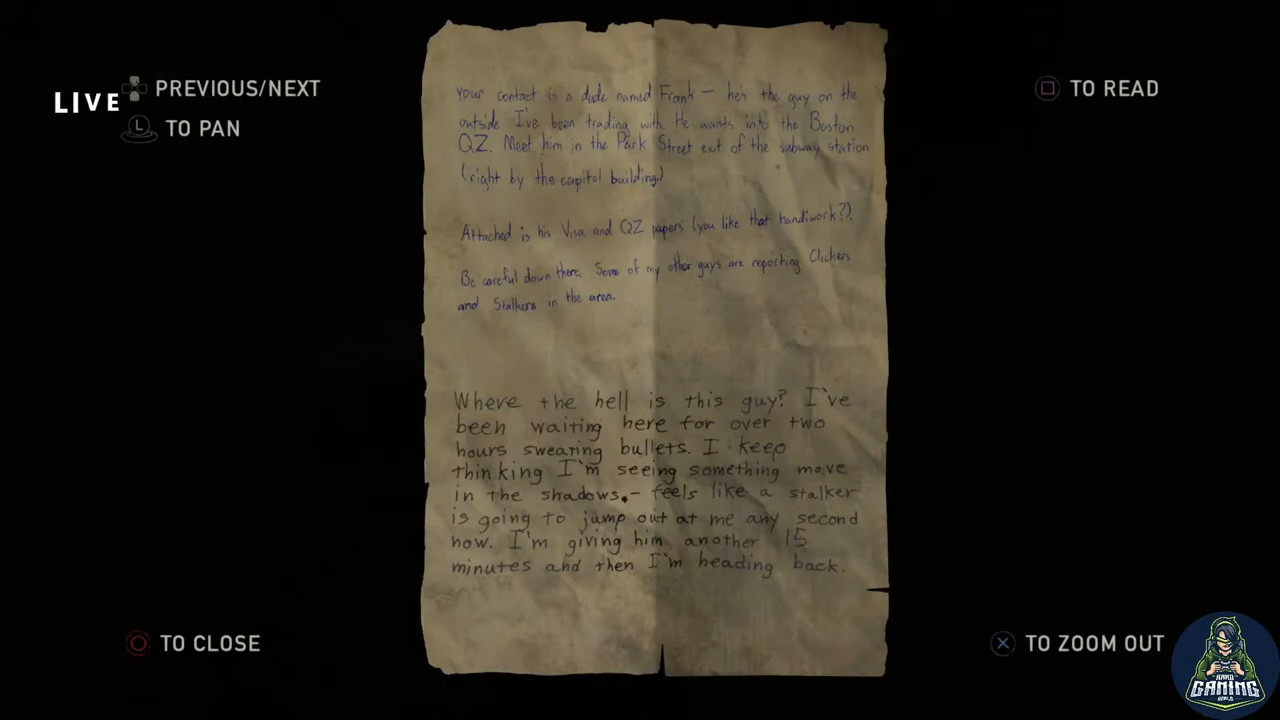 LIVE
PREVIOUS/NEXT
L
TO PAN
TO READ
Your contact is a dude named Frank — he's the guy on the
outside I've been trading with. He wants into the Boston
QZ. Meet him in the Park Street exit of the subway station
(right by the capitol building)
Attached is his Visa and QZ papers (you like that handiwork?).
Be careful down there. Some of my other guys are reporting Clickers
and Stalkers in the area.
Where the hell is this guy? I've
been waiting here for over two
hours swearing bullets. I keep
thinking I'm seeing something move
in the shadows.- feels like a stalker
is going to jump out at me any second
now. I'm giving him another 15
minutes and then I'm heading back.
TO CLOSE
TO ZOOM OUT
HARD
GAMING
WORLD